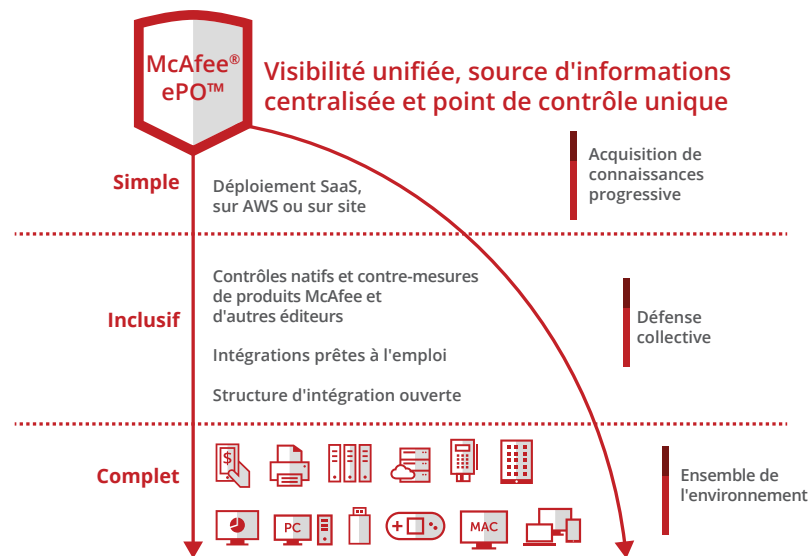 McAfee®
ePO™
Visibilité unifiée, source d'informations
centralisée et point de contrôle unique
Simple
Déploiement SaaS,
sur AWS ou sur site
Acquisition de
connaissances
progressive
Inclusif
Contrôles natifs et contre-mesures
de produits McAfee et
d'autres éditeurs
Intégrations prêtes à l'emploi
Structure d'intégration ouverte
Défense
collective
Complet
$
PC
MAC
Ensemble de
l'environnement